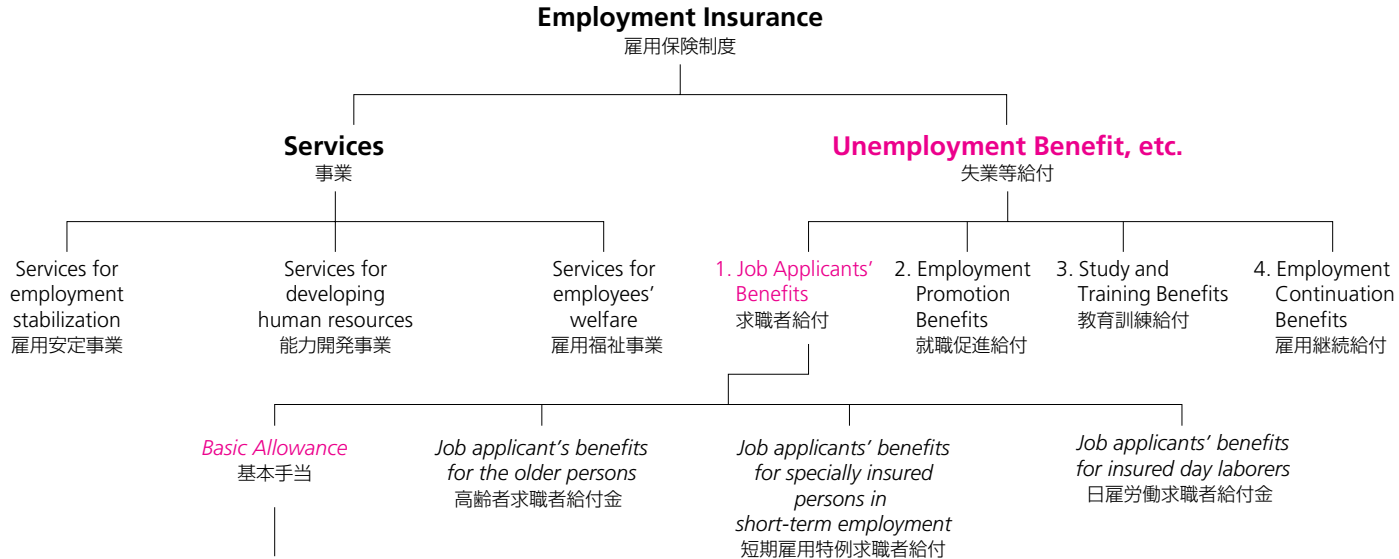 Employment Insurance
雇用保険制度
Services
事業
Unemployment Benefit, etc.
失業等給付
Services for
employment
stabilization
雇用安定事業
Services for
developing
human resources
能力開発事業
Services for
employees’
welfare
雇用福祉事業
1. Job Applicants’
Benefits
求職者給付
2. Employment
Promotion
Benefits
就職促進給付
3. Study and
Training Benefits
教育訓練給付
4. Employment
Continuation
Benefits
雇用継続給付
Basic Allowance
基本手当
Job applicant's benefits
for the older persons
高齢者求職者給付金
Job applicants’ benefits
for specially insured
persons in
short-term employment
短期雇用特例求職者給付
Job applicants’ benefits
for insured day laborers
日雇労働求職者給付金